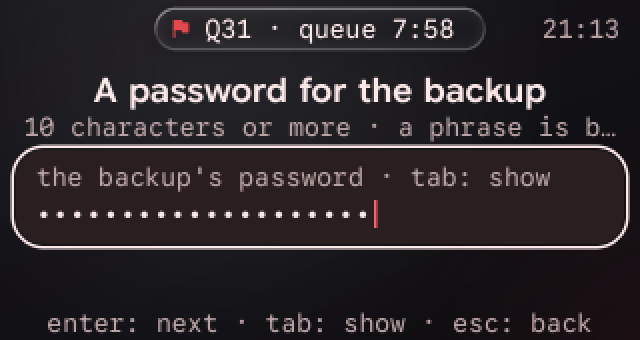 Q31 · queue 7:58
21:13
A password for the backup
10 characters or more · a phrase is b…
the backup's password · tab: show
••••••••••••••••••••
enter: next · tab: show · esc: back